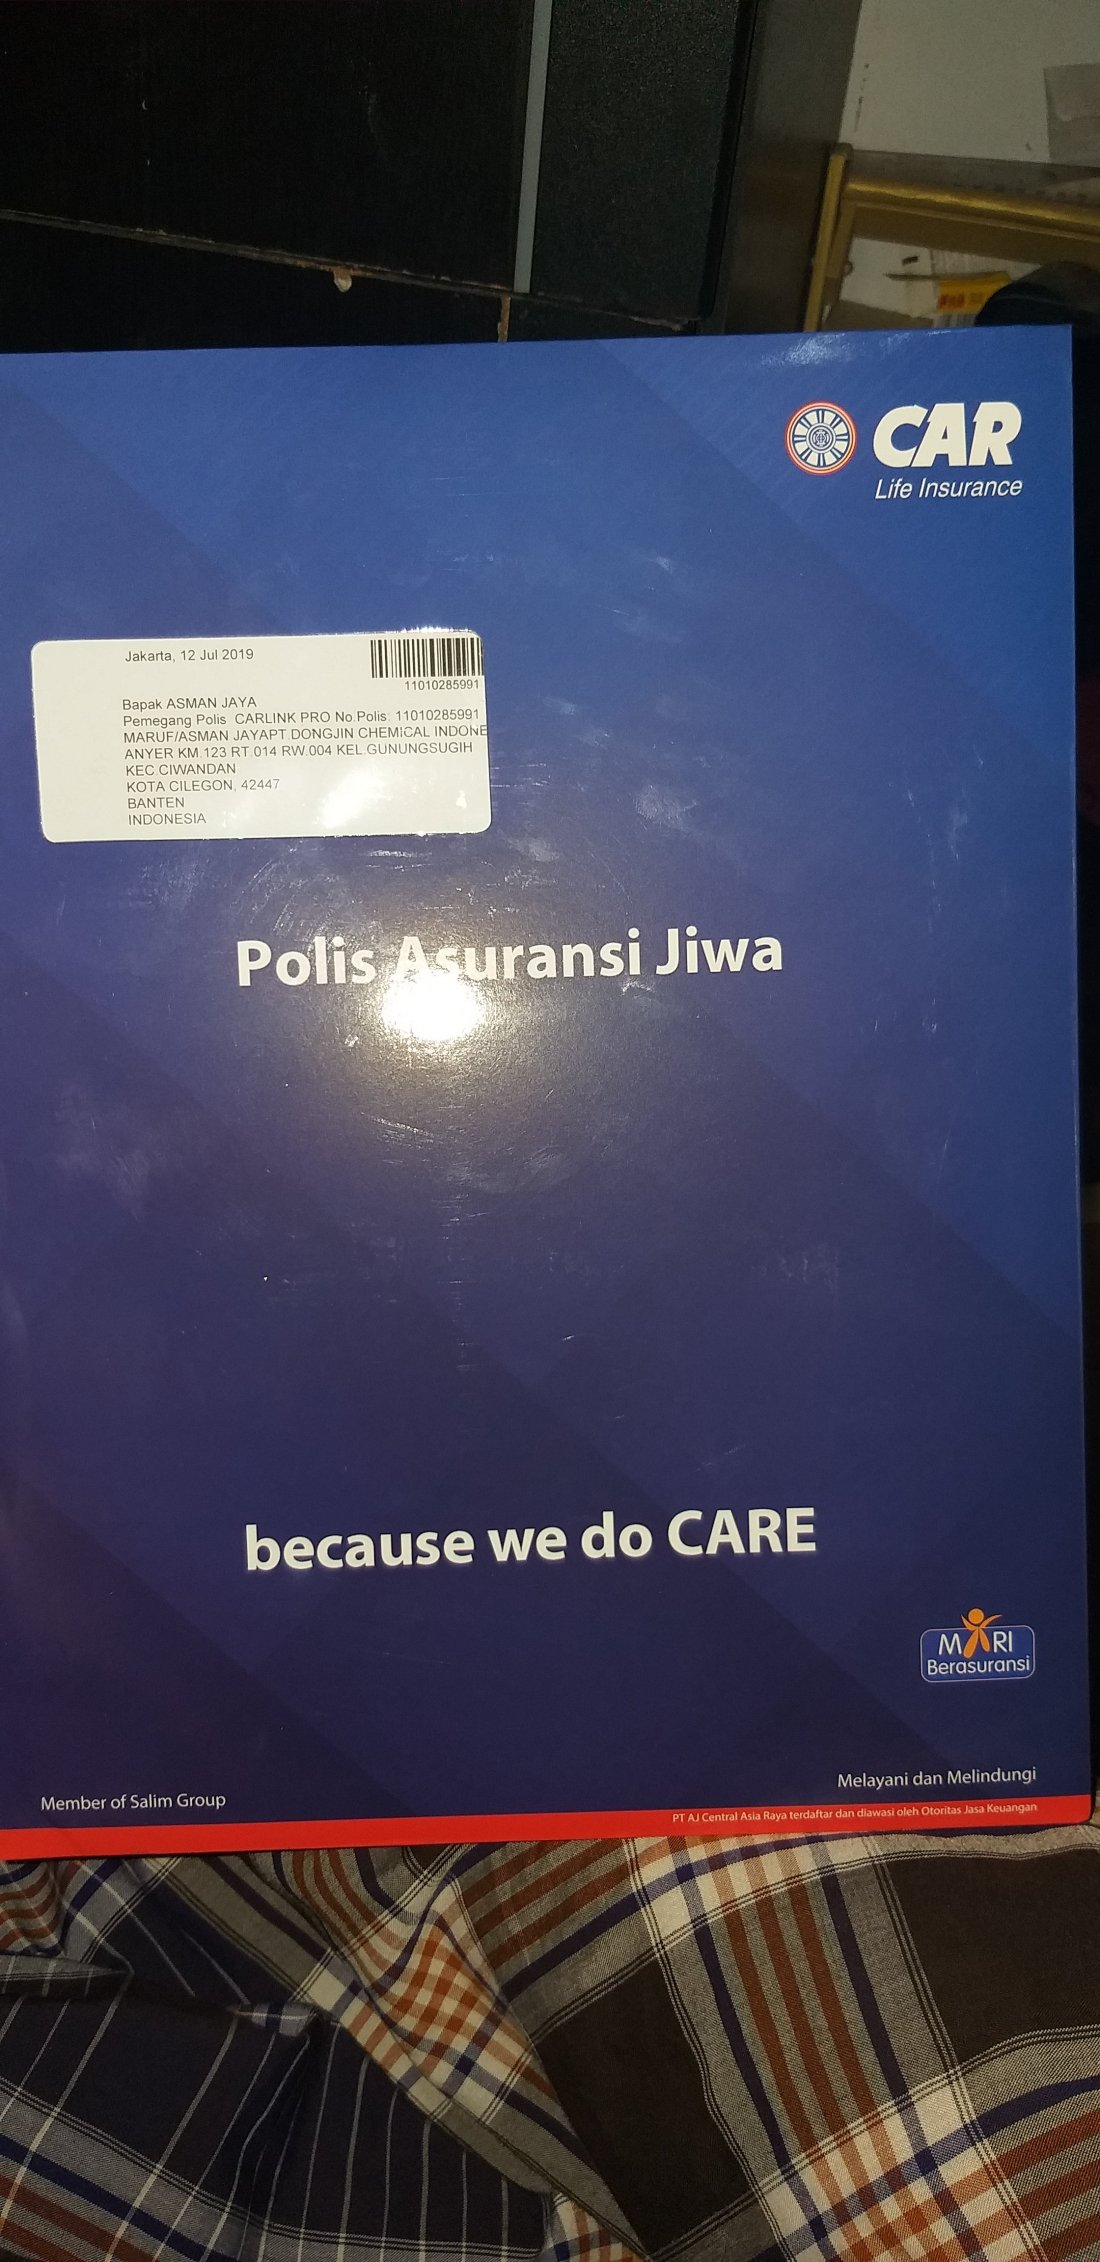 CAR
Life Insurance
Jakarta, 12 Jul 2019
11010285991
Bapak ASMAN JAYA
Pemegang Polis CARLINK PRO No.Polis: 11010285991
MARUF/ASMAN JAYAPT.DONGJIN CHEMICAL INDONE
ANYER KM.123 RT.014 RW.004 KEL.GUNUNGSUGIH
KEC.CIWANDAN
KOTA CILEGON, 42447
BANTEN
INDONESIA
Polis Asuransi Jiwa
because we do CARE
MARI
Berasuransi
Melayani dan Melindungi
Member of Salim Group
PT AJ Central Asia Raya terdaftar dan diawasi oleh Otoritas Jasa Keuangan